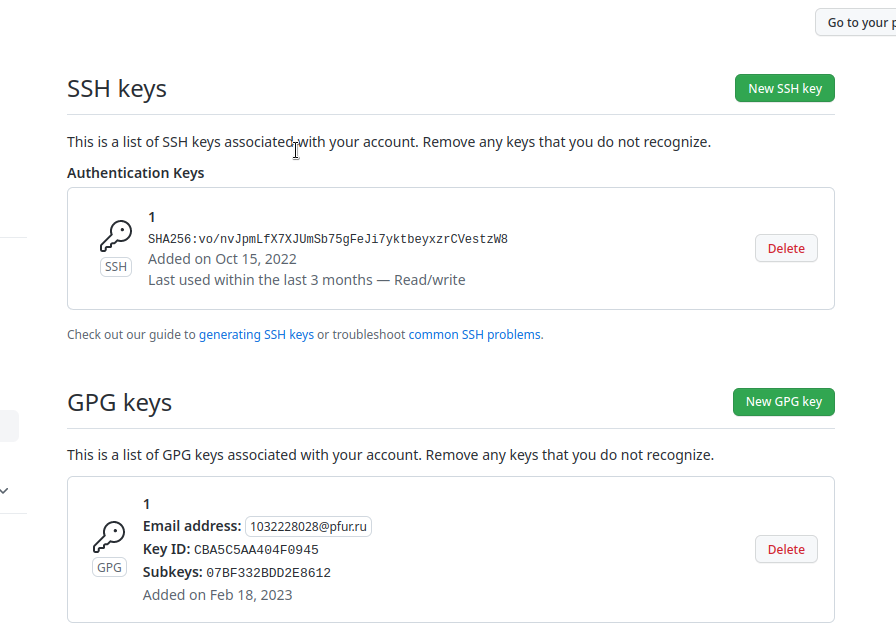 Go to your p
SSH keys
New SSH key
This is a list of SSH keys associated with your account. Remove any keys that you do not recognize.
Authentication Keys
1
SHA256:vo/nvJpmLfX7XJUmSb75gFeJi7yktbeyxzrCVestzW8
Added on Oct 15, 2022
Last used within the last 3 months — Read/write
SSH
Delete
Check out our guide to generating SSH keys or troubleshoot common SSH problems.
GPG keys
New GPG key
This is a list of GPG keys associated with your account. Remove any keys that you do not recognize.
1
Email address: 1032228028@pfur.ru
Key ID: CBA5C5AA404F0945
Subkeys: 07BF332BDD2E8612
Added on Feb 18, 2023
GPG
Delete